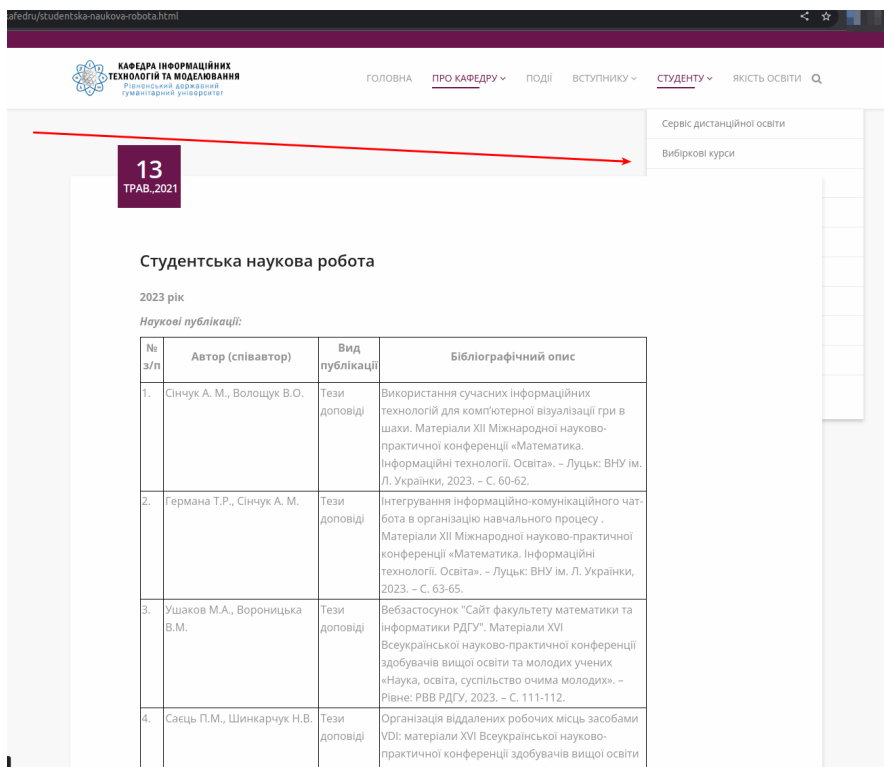 afedru/studentska-naukova-robota.html
КАФЕДРА ІНФОРМАЦІЙНИХ
ТЕХНОЛОГІЙ ТА МОДЕЛЮВАННЯ
Рівненський державний
гуманітарний університет
ГОЛОВНА ПРО КАФЕДРУ ПОДІЇ ВСТУПНИКУ СТУДЕНТУ ЯКІСТЬ ОСВІТИ
Сервіс дистанційної освіти
Вибіркові курси
13
ТРАВ.,2021
Студентська наукова робота
2023 рік
Наукові публікації:
№ з/п Автор (співавтор) Вид публікації Бібліографічний опис
1. Сінчук А. М., Волощук В.О. Тези доповіді Використання сучасних інформаційних
технологій для комп’ютерної візуалізації гри в
шахи. Матеріали XII Міжнародної науково-
практичної конференції «Математика.
Інформаційні технології. Освіта». – Луцьк: ВНУ ім.
Л. Українки, 2023. – С. 60-62.
2. Германа Т.Р., Сінчук А. М. Тези доповіді Інтегрування інформаційно-комунікаційного чат-
бота в організацію навчального процесу .
Матеріали XII Міжнародної науково-практичної
конференції «Математика. Інформаційні
технології. Освіта». – Луцьк: ВНУ ім. Л. Українки,
2023. – С. 63-65.
3. Ушаков М.А., Вороницька В.М. Тези доповіді Вебзастосунок "Сайт факультету математики та
інформатики РДГУ". Матеріали XVI
Всеукраїнської науково-практичної конференції
здобувачів вищої освіти та молодих учених
«Наука, освіта, суспільство очима молодих». –
Рівне: РВВ РДГУ, 2023. – С. 111-112.
4. Саєць П.М., Шинкарчук Н.В. Тези доповіді Організація віддалених робочих місць засобами
VDI: матеріали XVI Всеукраїнської науково-
практичної конференції здобувачів вищої освіти